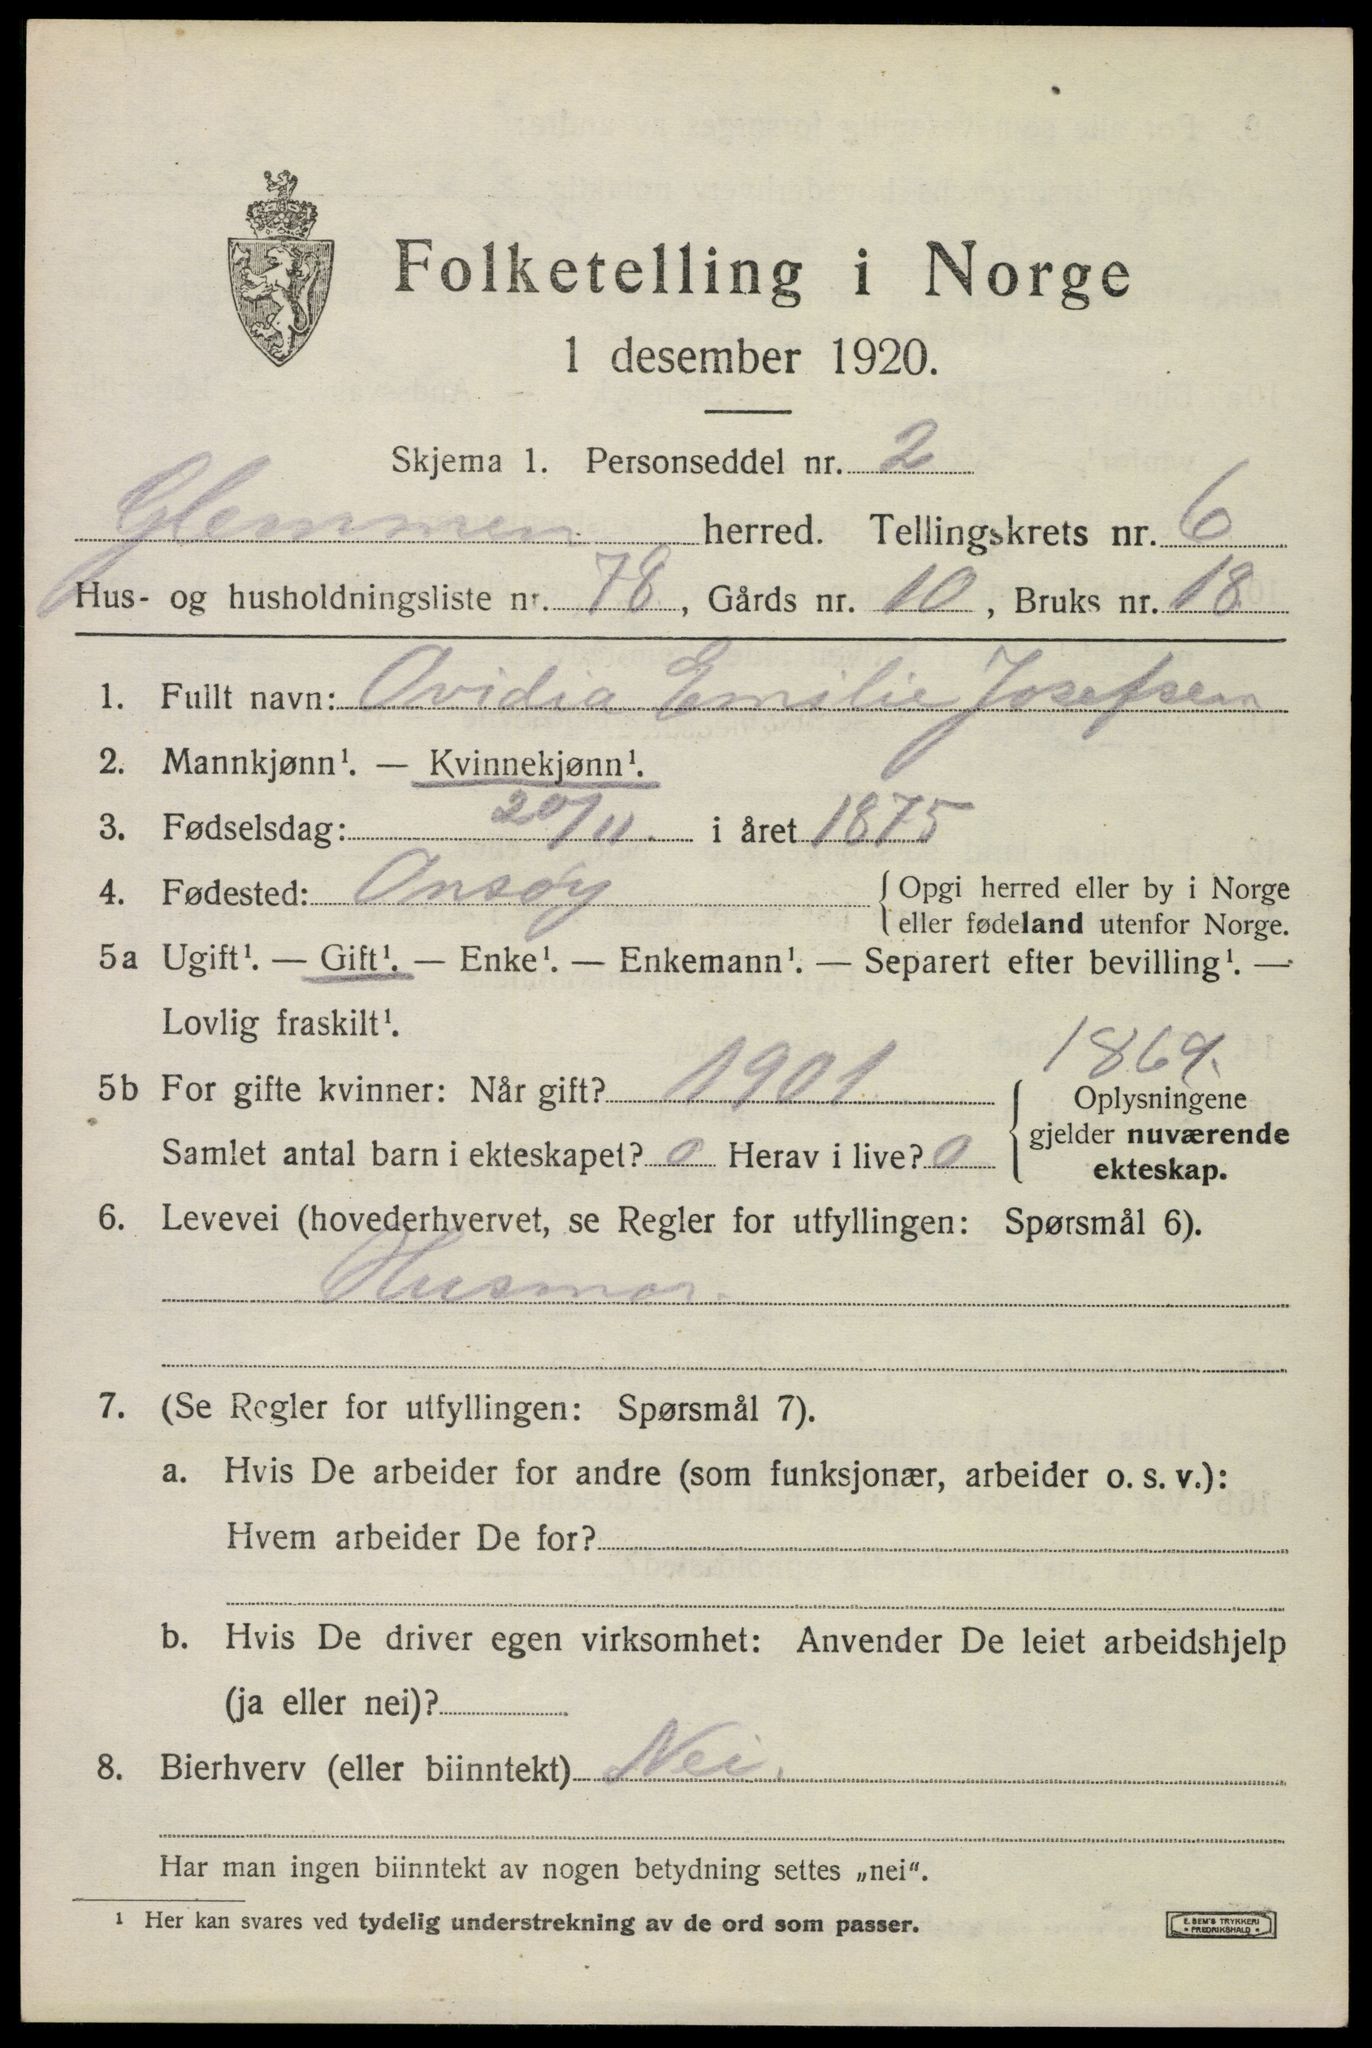 Folketelling i Norge
1 desember 1920.
Skjema 1. Personseddel nr. 2
Glemmen herred. Tellingskrets nr. 6
Hus- og husholdningsliste nr. 78, Gårds nr. 10, Bruks nr. 18
1. Fullt navn: Ovidia Emilie Josefsen
2. Mannkjønn¹. — Kvinnekjønn¹.
3. Fødselsdag: 20/11. i året 1875
4. Fødested: Onsøy { Opgi herred eller by i Norge
eller fødeland utenfor Norge.
5a Ugift¹. — Gift¹. — Enke¹. — Enkemann¹. — Separert efter bevilling¹. —
Lovlig fraskilt¹.
1869.
5b For gifte kvinner: Når gift? 1901 { Oplysningene
gjelder nuværende
Samlet antal barn i ekteskapet? 0 Herav i live? 0 ekteskap.
6. Levevei (hovederhvervet, se Regler for utfyllingen: Spørsmål 6).
Husmor.
7. (Se Regler for utfyllingen: Spørsmål 7).
a. Hvis De arbeider for andre (som funksjonær, arbeider o. s. v.):
Hvem arbeider De for?
b. Hvis De driver egen virksomhet: Anvender De leiet arbeidshjelp
(ja eller nei)?
8. Bierhverv (eller biinntekt) Nei.
Har man ingen biinntekt av nogen betydning settes „nei“.
¹ Her kan svares ved tydelig understrekning av de ord som passer.
E. SEM'S TRYKKERI
• FREDRIKSHALD •